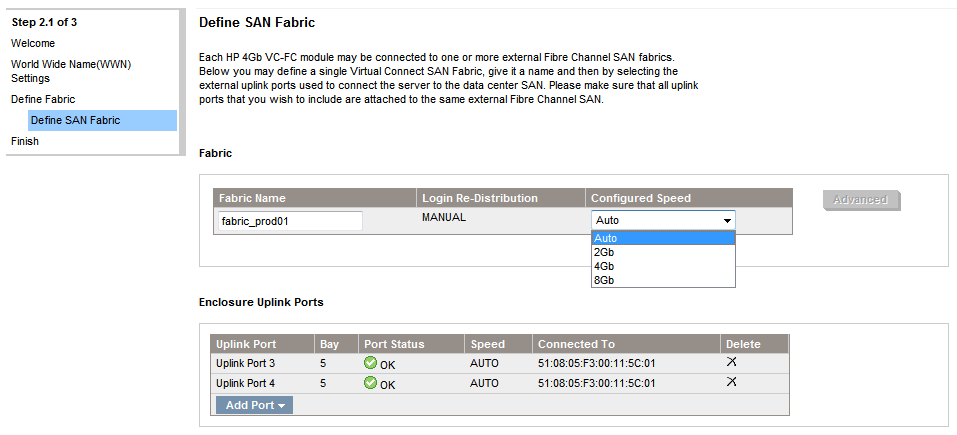 Step 2.1 of 3
Welcome
World Wide Name(WWN)
Settings
Define Fabric
Define SAN Fabric
Finish
Define SAN Fabric
Each HP 4Gb VC-FC module may be connected to one or more external Fibre Channel SAN fabrics.
Below you may define a single Virtual Connect SAN Fabric, give it a name and then by selecting the
external uplink ports used to connect the server to the data center SAN. Please make sure that all uplink
ports that you wish to include are attached to the same external Fibre Channel SAN.
Fabric
Fabric Name Login Re-Distribution Configured Speed
fabric_prod01 MANUAL Auto
Advanced
Auto
2Gb
4Gb
8Gb
Enclosure Uplink Ports
Uplink Port Bay Port Status Speed Connected To Delete
Uplink Port 3 5 OK AUTO 51:08:05:F3:00:11:5C:01
Uplink Port 4 5 OK AUTO 51:08:05:F3:00:11:5C:01
Add Port